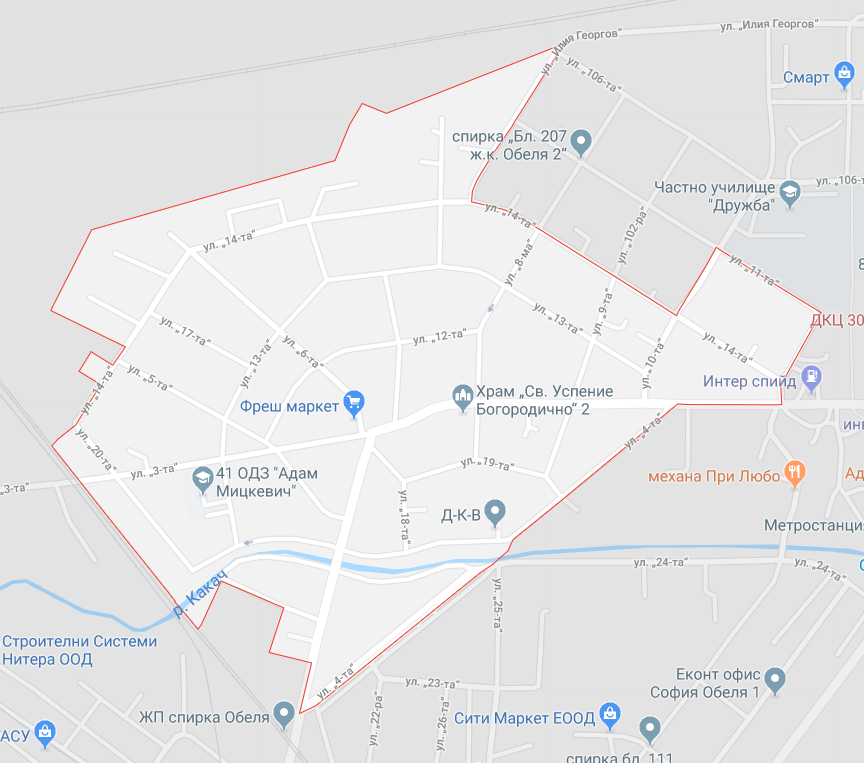 ул. „Илия Георгов“
ул. „Илия Георгов“
ул. „106-та“
Смарт
спирка „Бл. 207
ж.к. Обеля 2“
Частно училище
"Дружба"
ул. „106-т
ул. „14-та“
ул. „102-ра“
ул. „14-та“
ул. „8-ма“
ул. „11-та“
8
ул. „9-та“
ул. „13-та“
ДКЦ 30
ул. „17-та“
ул. „12-та“
ул. „14-та“
ул. „13-та“
ул. „6-та“
ул. „10-та“
ул. „5-та“
Интер спийд
ул. „14-та“
Фреш маркет
Храм „Св. Успение
Богородично“ 2
ул. „4-та“
ин
ул. „20-та“
ул. „3-та“
„3-та“
41 ОДЗ "Адам
Мицкевич"
ул. „19-та“
механа При Любо
Ад
ул. „18-та“
Д-К-В
Метростанция
р. Какач
ул. „24-та“
ул. „24-та“
ул. „25-та“
Строителни Системи
Нитера ООД
ул. „4-та“
ул. „23-та“
Еконт офис
София Обеля 1
ЖП спирка Обеля
ул. „22-ра“
ул. „26-та“
Сити Маркет ЕООД
АСУ
спирка бл. 111